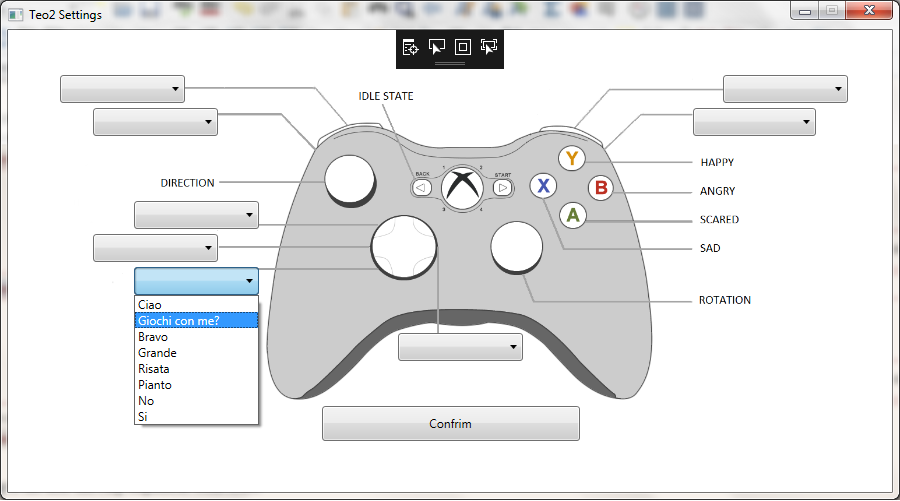 Teo2 Settings
IDLE STATE
DIRECTION
BACK
START
1
2
3
4
Y
X
B
A
HAPPY
ANGRY
SCARED
SAD
ROTATION
Ciao
Giochi con me?
Bravo
Grande
Risata
Pianto
No
Si
Confrim